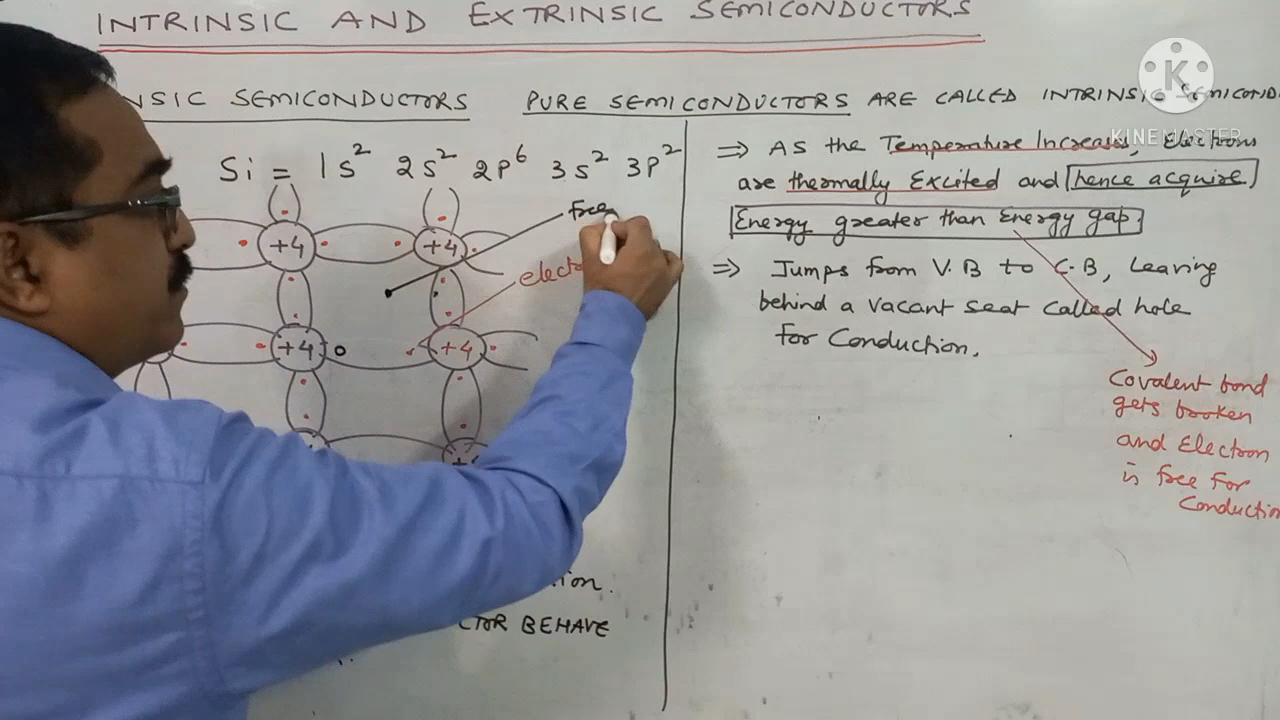 INTRINSIC AND EXTRINSIC SEMICONDUCTORS
NSIC SEMICONDUCTORS
PURE SEMICONDUCTORS ARE CALLED INTRINSIC SEMICOND
Si = 1s² 2s² 2p⁶ 3s² 3p²
free
+4 +4
elect
+4 +4
ion.
CTOR BEHAVE
⇒ As the Temperature Increases, Electrons
are thermally Excited and hence acquire
Energy greater than Energy gap.
⇒ Jumps from V.B to C.B, Leaving
behind a vacant seat called hole
for Conduction.
Covalent bond
gets broken
and Electron
is free for
Conduction
K
KINEMASTER